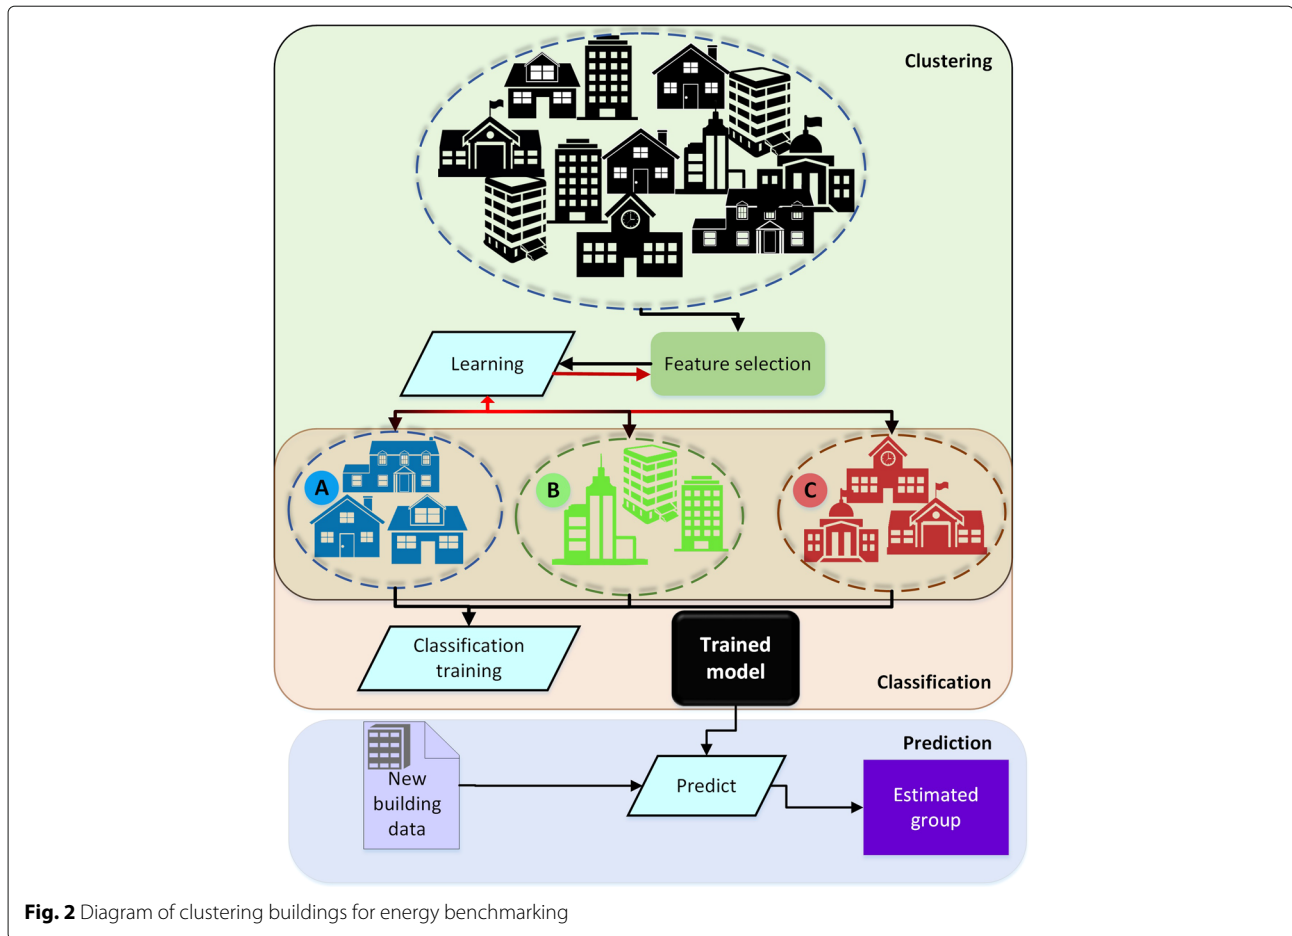 Clustering
Learning
Feature selection
A
B
C
Classification
training
Trained
model
Classification
Prediction
New
building
data
Predict
Estimated
group
Fig. 2 Diagram of clustering buildings for energy benchmarking